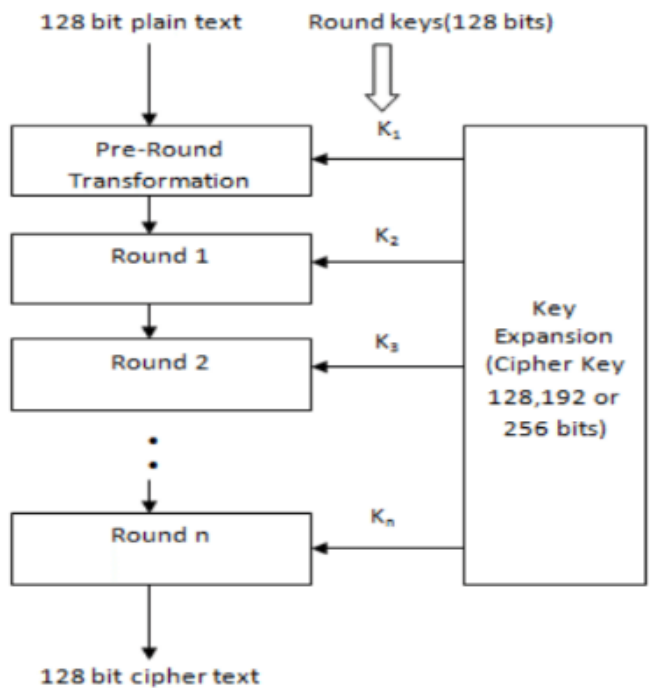 128 bit plain text
Round keys(128 bits)
K₁
Pre-Round
Transformation
K₂
Round 1
K₃
Round 2
Key
Expansion
(Cipher Key
128,192 or
256 bits)
Kₙ
Round n
128 bit cipher text